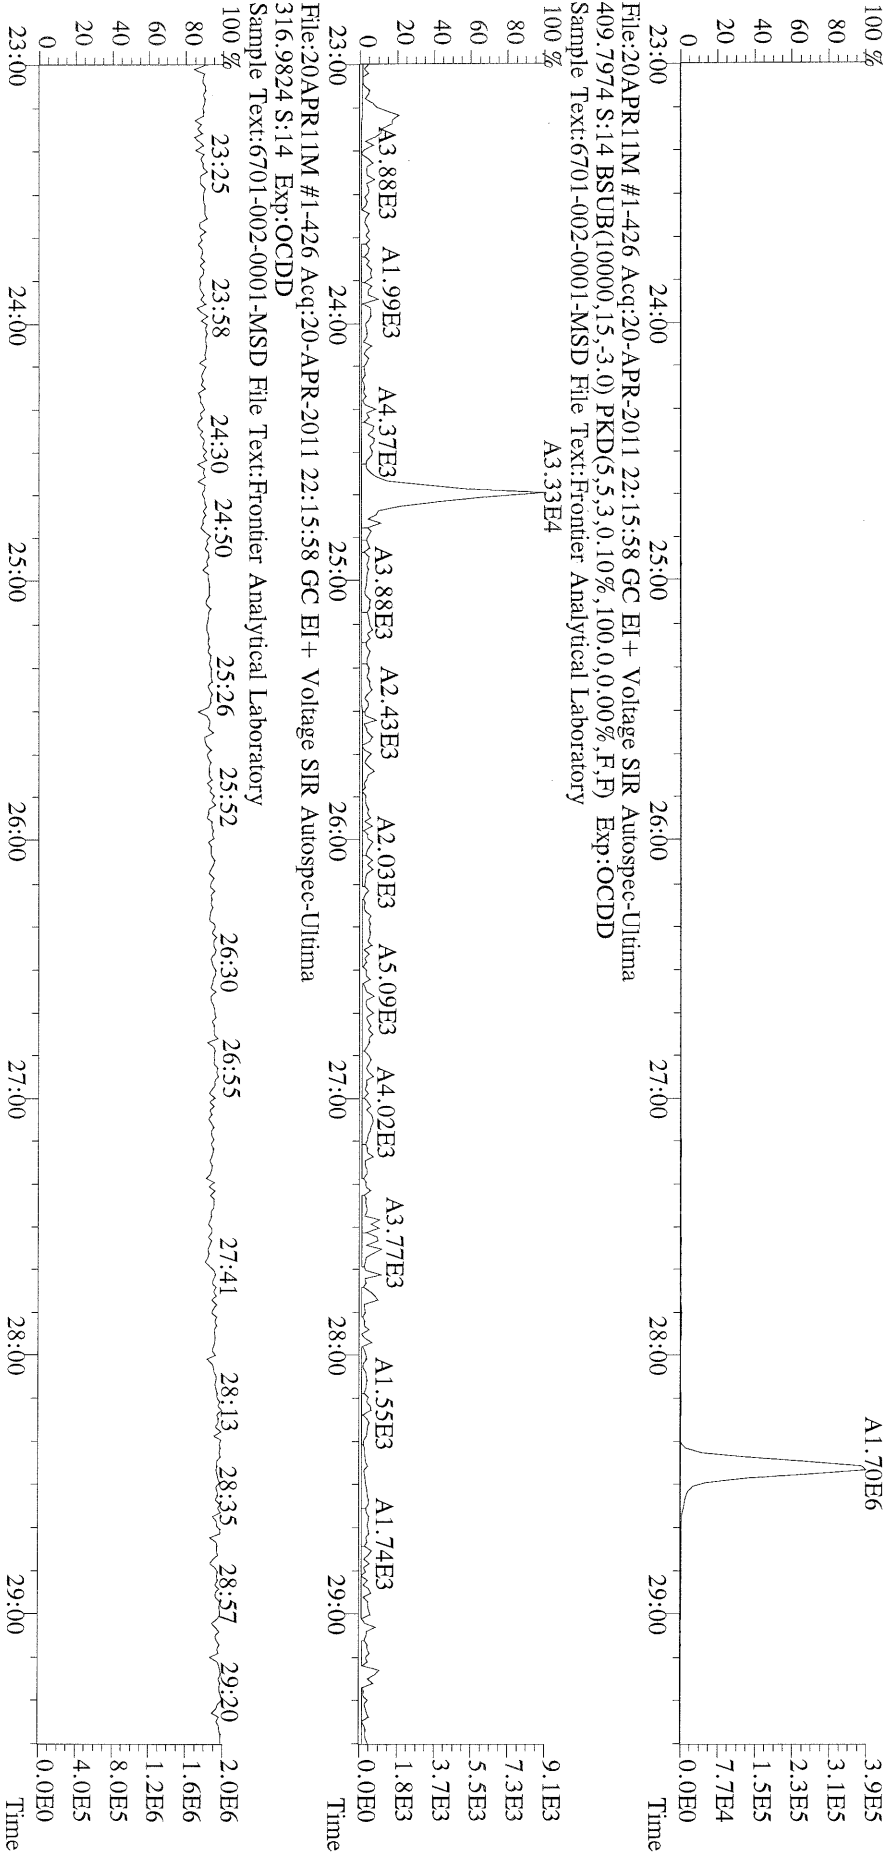 100 %
A1.70E6
3.9E5
80
3.1E5
60
2.3E5
40
1.5E5
20
7.7E4
0
0.0E0
23:00 24:00 25:00 26:00 27:00 28:00 29:00 Time
File:20APR11M #1-426 Acq:20-APR-2011 22:15:58 GC EI+ Voltage SIR Autospec-Ultima
409.7974 S:14 BSUB(10000,15,-3.0) PKD(5,5,3,0.10%,100.0,0.00%,F,F) Exp:OCDD
Sample Text:6701-002-0001-MSD File Text:Frontier Analytical Laboratory
100 %
A3.33E4
9.1E3
80
7.3E3
60
5.5E3
40
3.7E3
20
A3.88E3 A1.99E3 A4.37E3 A3.88E3 A2.43E3 A2.03E3 A5.09E3 A4.02E3 A3.77E3 A1.55E3 A1.74E3
1.8E3
0
0.0E0
23:00 24:00 25:00 26:00 27:00 28:00 29:00 Time
File:20APR11M #1-426 Acq:20-APR-2011 22:15:58 GC EI+ Voltage SIR Autospec-Ultima
316.9824 S:14 Exp:OCDD
Sample Text:6701-002-0001-MSD File Text:Frontier Analytical Laboratory
100 %
23:25 23:58 24:30 24:50 25:26 25:52 26:30 26:55 27:41 28:13 28:35 28:57 29:20
2.0E6
80
1.6E6
60
1.2E6
40
8.0E5
20
4.0E5
0
0.0E0
23:00 24:00 25:00 26:00 27:00 28:00 29:00 Time